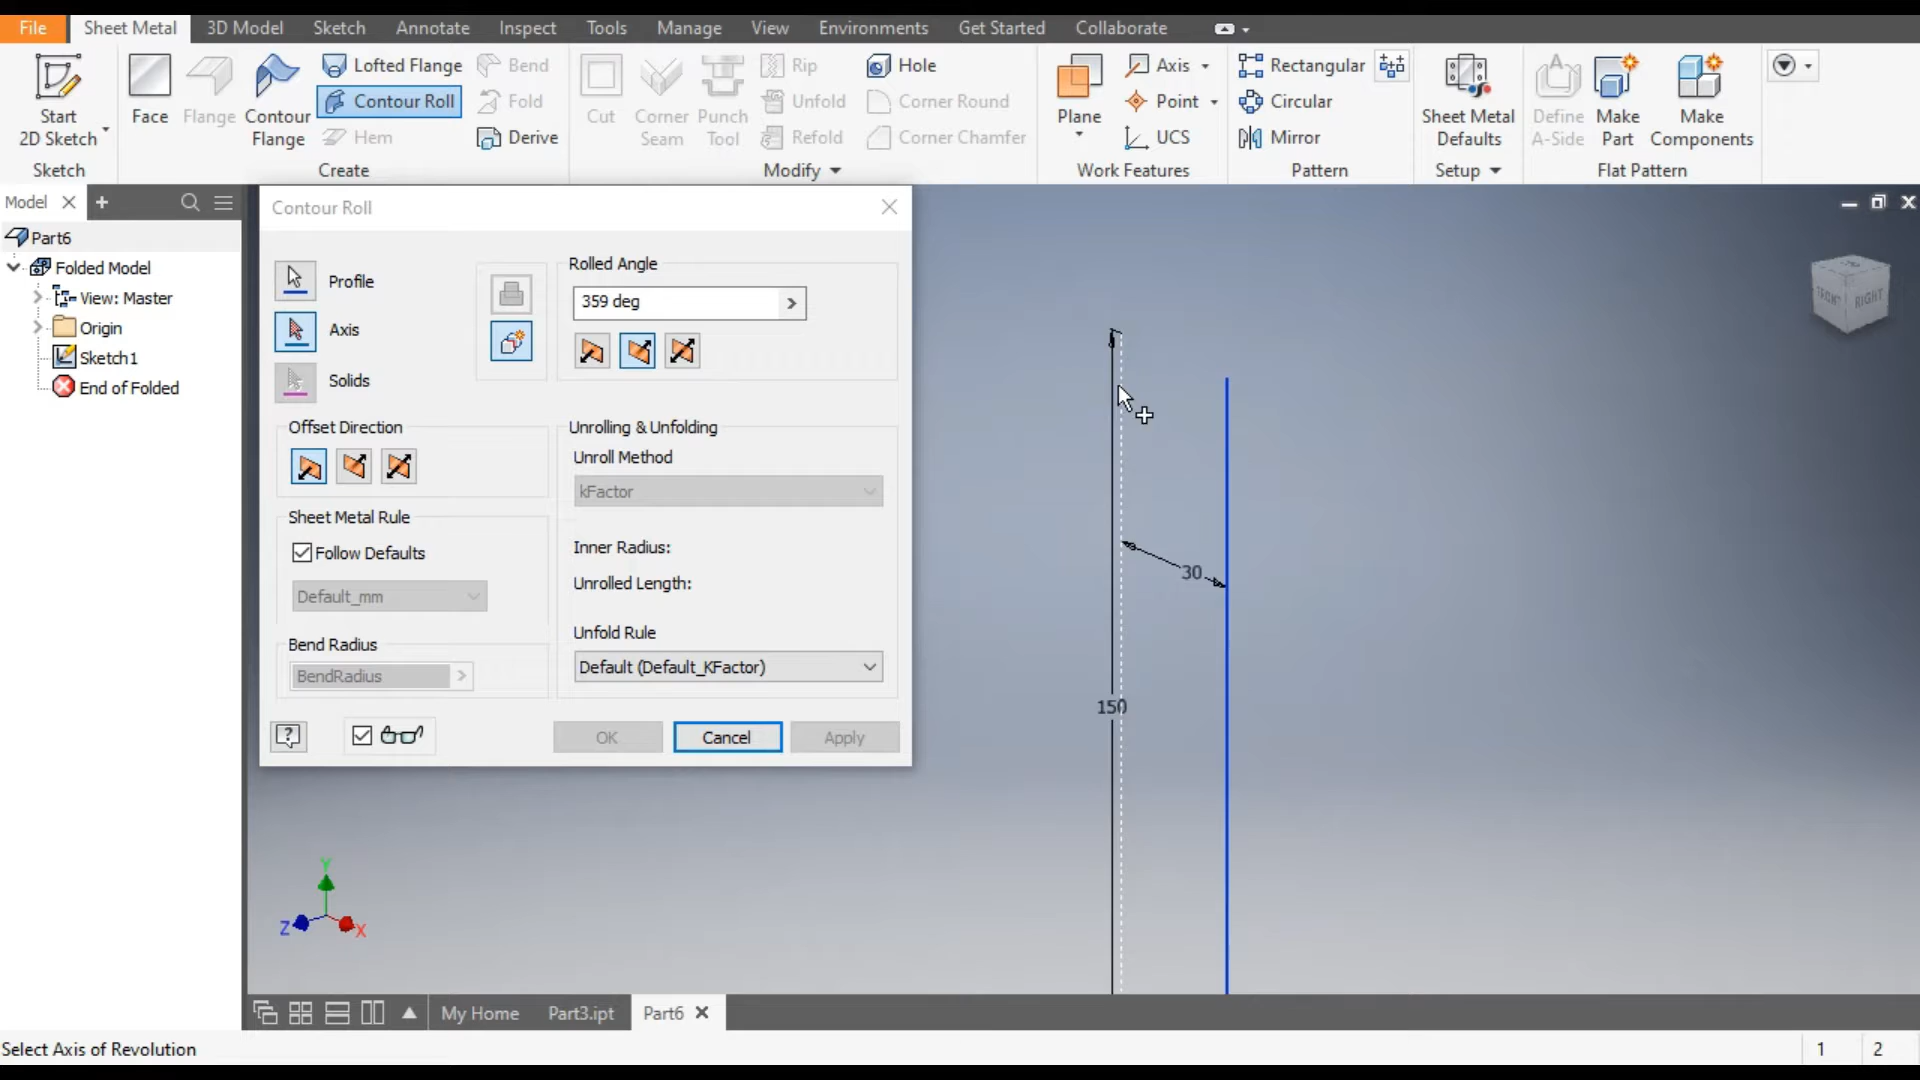 File Sheet Metal 3D Model Sketch Annotate Inspect Tools Manage View Environments Get Started Collaborate
Start 2D Sketch
Face
Flange
Contour Flange
Lofted Flange
Contour Roll
Hem
Bend
Fold
Derive
Cut
Corner Seam
Punch Tool
Rip
Unfold
Refold
Hole
Corner Round
Corner Chamfer
Plane
Axis
Point
UCS
Rectangular
Circular
Mirror
Sheet Metal Defaults
Define A-Side
Make Part
Make Components
Sketch Create Modify Work Features Pattern Setup Flat Pattern
Model
Part6
Folded Model
View: Master
Origin
Sketch1
End of Folded
Contour Roll
Profile
Axis
Solids
Rolled Angle
359 deg
Offset Direction
Sheet Metal Rule
Follow Defaults
Default_mm
Bend Radius
BendRadius
Unrolling & Unfolding
Unroll Method
kFactor
Inner Radius:
Unrolled Length:
Unfold Rule
Default (Default_KFactor)
OK Cancel Apply
30
150
FRONT RIGHT
Y
Z
X
My Home Part3.ipt Part6
Select Axis of Revolution
1 2